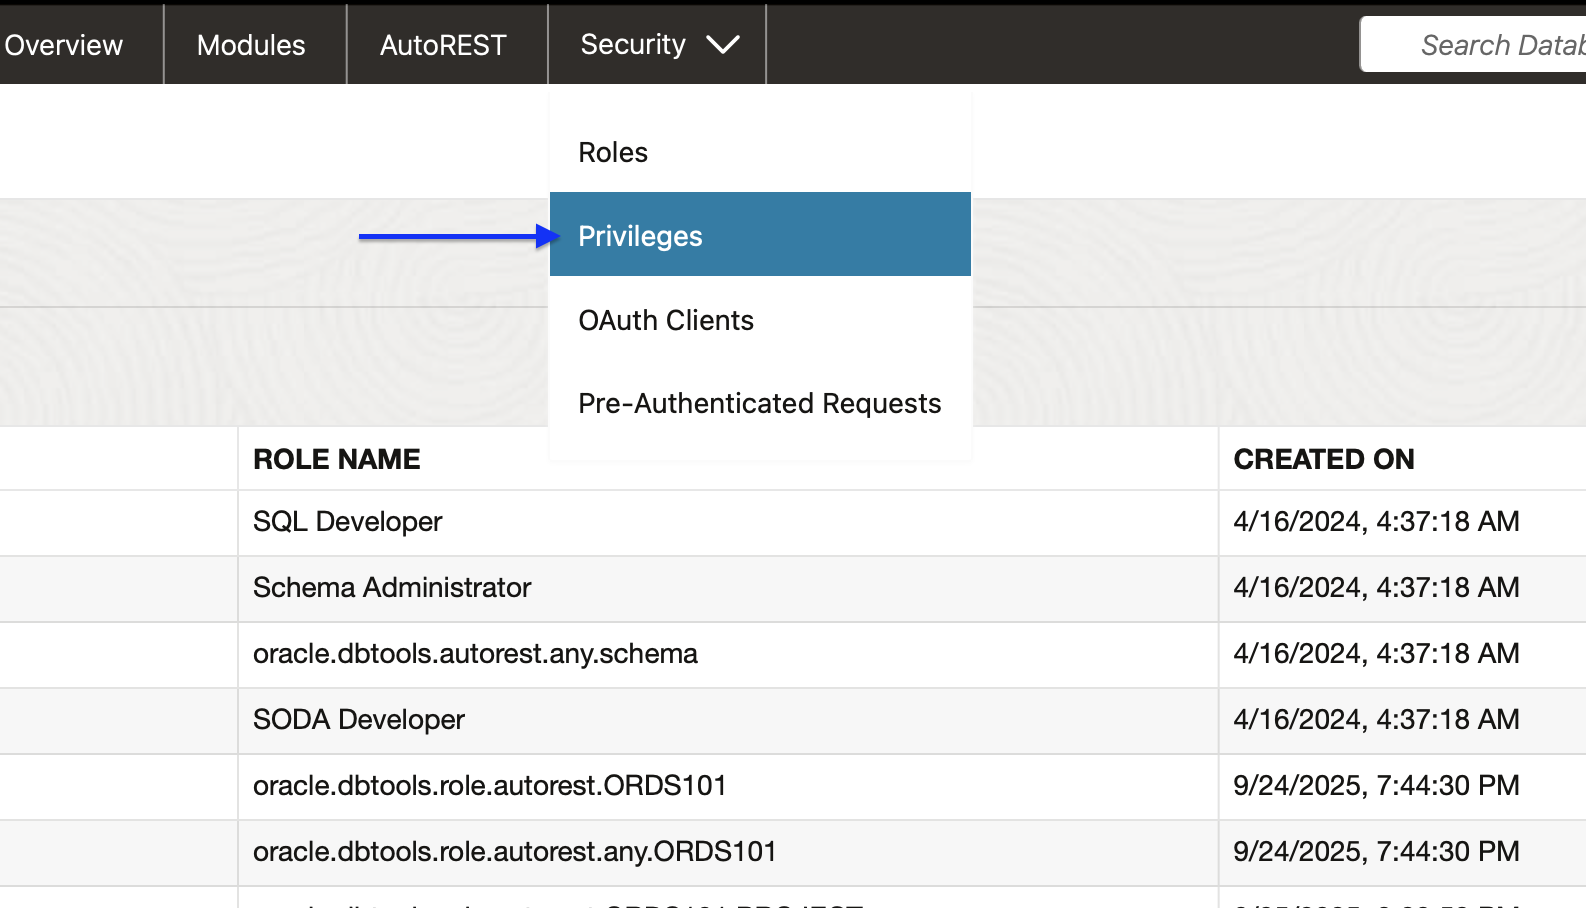 Overview Modules AutoREST Security Search Datab
Roles
Privileges
OAuth Clients
Pre-Authenticated Requests
ROLE NAME CREATED ON
SQL Developer 4/16/2024, 4:37:18 AM
Schema Administrator 4/16/2024, 4:37:18 AM
oracle.dbtools.autorest.any.schema 4/16/2024, 4:37:18 AM
SODA Developer 4/16/2024, 4:37:18 AM
oracle.dbtools.role.autorest.ORDS101 9/24/2025, 7:44:30 PM
oracle.dbtools.role.autorest.any.ORDS101 9/24/2025, 7:44:30 PM